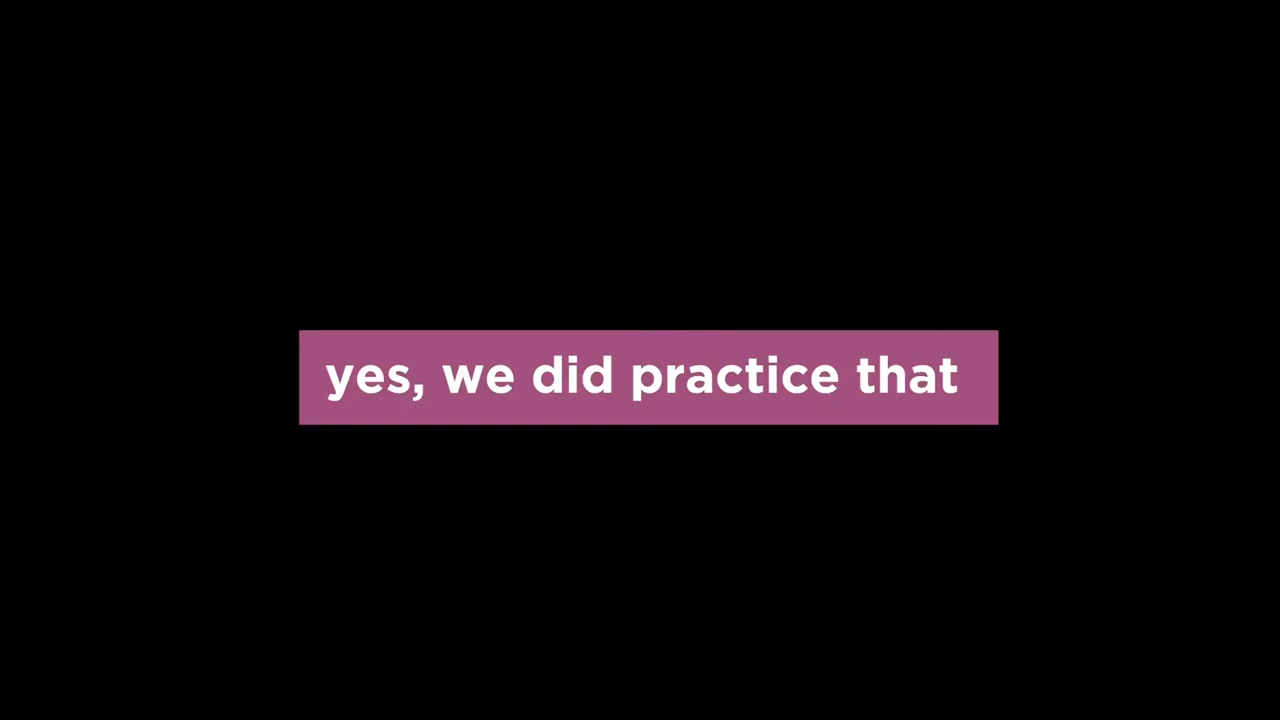 yes, we did practice that